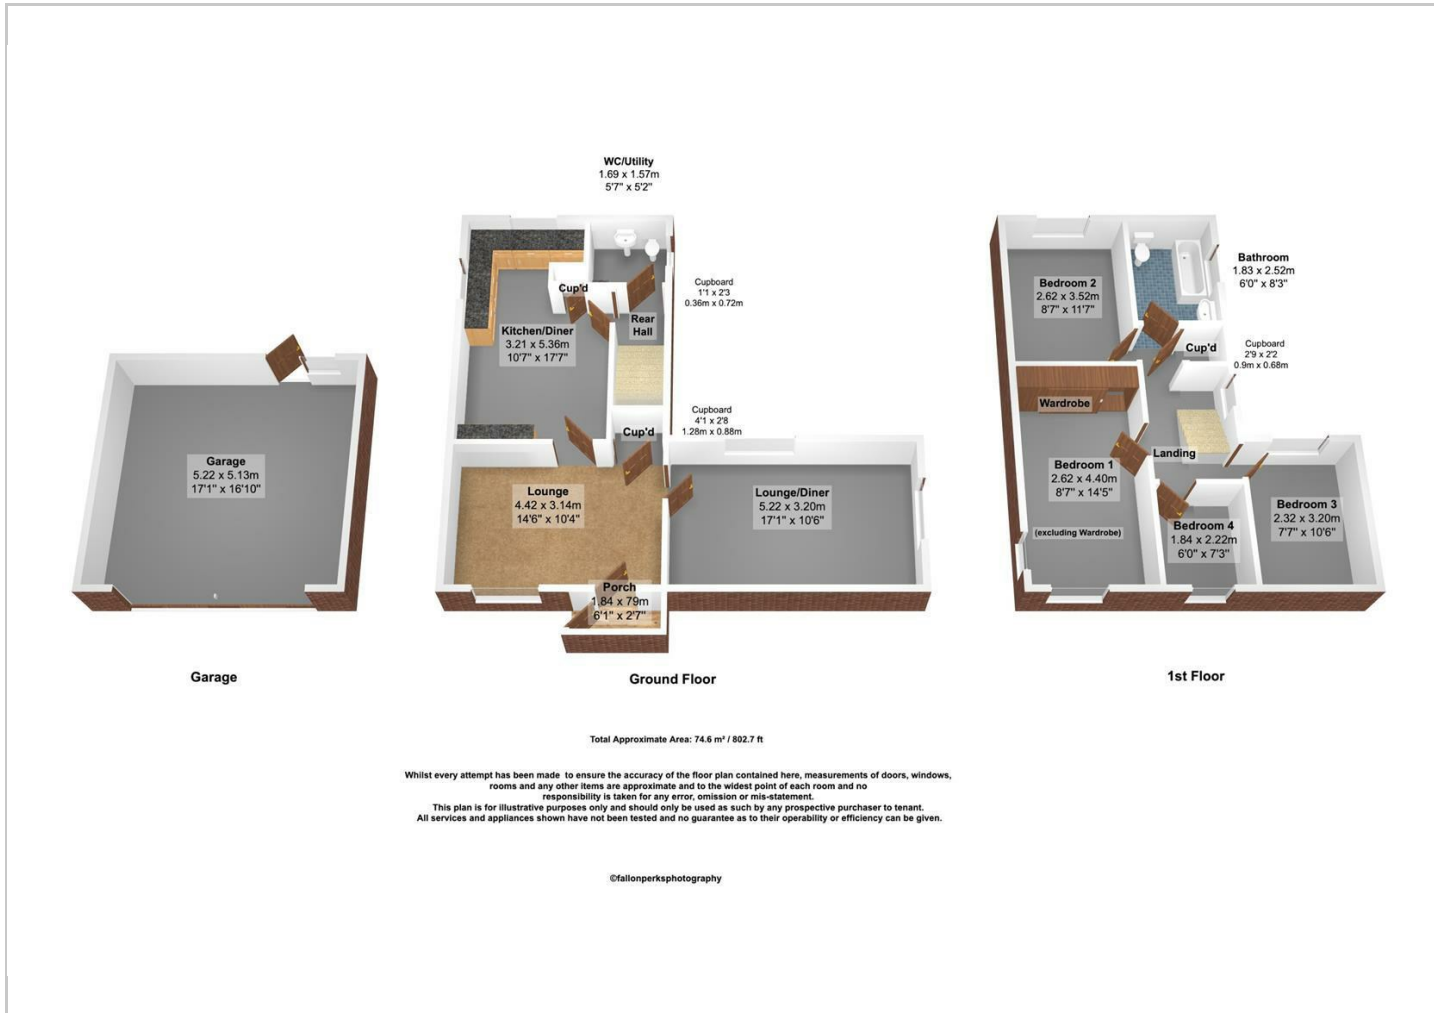 WC/Utility
1.69 x 1.57m
5'7" x 5'2"
Cup'd
Cupboard
1'1 x 2'3
0.36m x 0.72m
Rear
Hall
Kitchen/Diner
3.21 x 5.36m
10'7" x 17'7"
Cupboard
4'1 x 2'8
1.28m x 0.88m
Cup'd
Garage
5.22 x 5.13m
17'1" x 16'10"
Lounge
4.42 x 3.14m
14'6" x 10'4"
Lounge/Diner
5.22 x 3.20m
17'1" x 10'6"
Porch
1.84 x 79m
6'1" x 2'7"
Bedroom 2
2.62 x 3.52m
8'7" x 11'7"
Bathroom
1.83 x 2.52m
6'0" x 8'3"
Cup'd
Cupboard
2'9 x 2'2
0.9m x 0.68m
Wardrobe
Landing
Bedroom 1
2.62 x 4.40m
8'7" x 14'5"
(excluding Wardrobe)
Bedroom 4
1.84 x 2.22m
6'0" x 7'3"
Bedroom 3
2.32 x 3.20m
7'7" x 10'6"
Garage
Ground Floor
1st Floor
Total Approximate Area: 74.6 m² / 802.7 ft
Whilst every attempt has been made to ensure the accuracy of the floor plan contained here, measurements of doors, windows,
rooms and any other items are approximate and to the widest point of each room and no
responsibility is taken for any error, omission or mis-statement.
This plan is for illustrative purposes only and should only be used as such by any prospective purchaser to tenant.
All services and appliances shown have not been tested and no guarantee as to their operability or efficiency can be given.
©fallonperksphotography